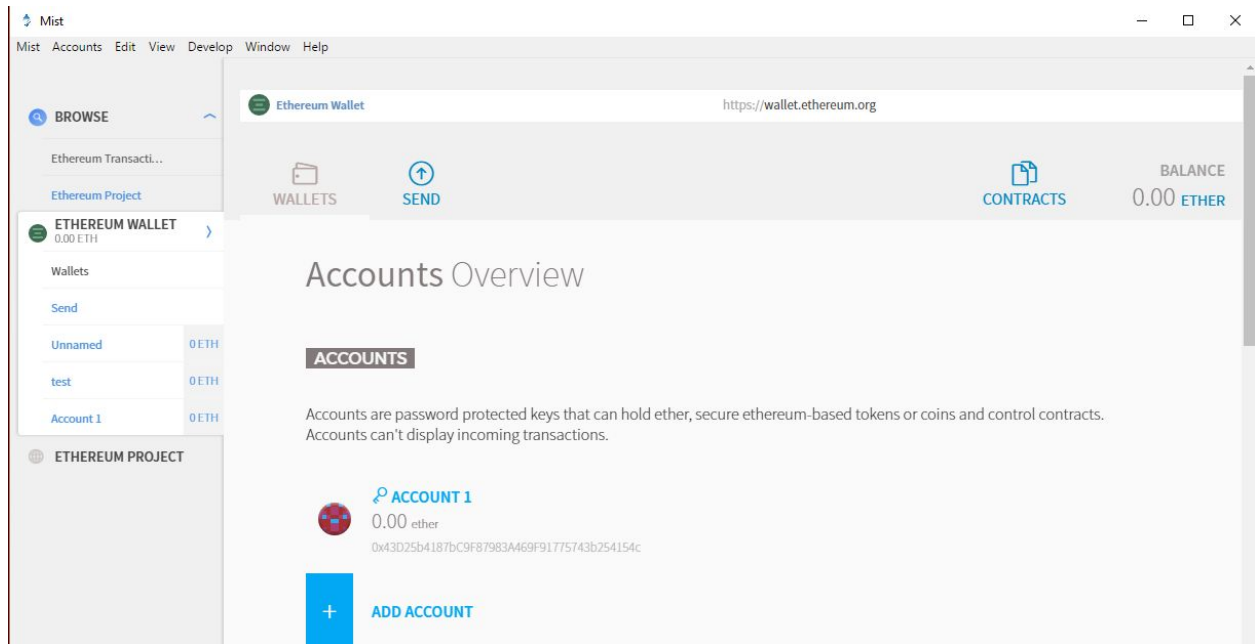 Mist
Mist Accounts Edit View Develop Window Help
BROWSE
Ethereum Transacti...
Ethereum Project
ETHEREUM WALLET
0.00 ETH
Wallets
Send
Unnamed 0 ETH
test 0 ETH
Account 1 0 ETH
ETHEREUM PROJECT
Ethereum Wallet https://wallet.ethereum.org
WALLETS SEND CONTRACTS BALANCE
0.00 ETHER
Accounts Overview
ACCOUNTS
Accounts are password protected keys that can hold ether, secure ethereum-based tokens or coins and control contracts.
Accounts can't display incoming transactions.
ACCOUNT 1
0.00 ether
0x43D25b4187bC9F87983A469F91775743b254154c
+ ADD ACCOUNT